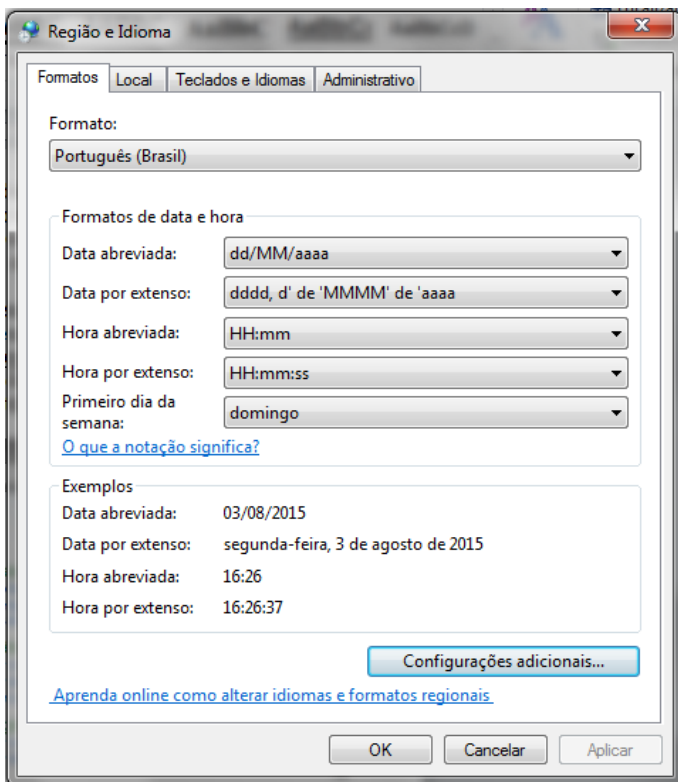 Região e Idioma
Formatos Local Teclados e Idiomas Administrativo
Formato:
Português (Brasil)
Formatos de data e hora
Data abreviada: dd/MM/aaaa
Data por extenso: dddd, d' de 'MMMM' de 'aaaa
Hora abreviada: HH:mm
Hora por extenso: HH:mm:ss
Primeiro dia da
semana: domingo
O que a notação significa?
Exemplos
Data abreviada: 03/08/2015
Data por extenso: segunda-feira, 3 de agosto de 2015
Hora abreviada: 16:26
Hora por extenso: 16:26:37
Configurações adicionais...
Aprenda online como alterar idiomas e formatos regionais
OK Cancelar Aplicar